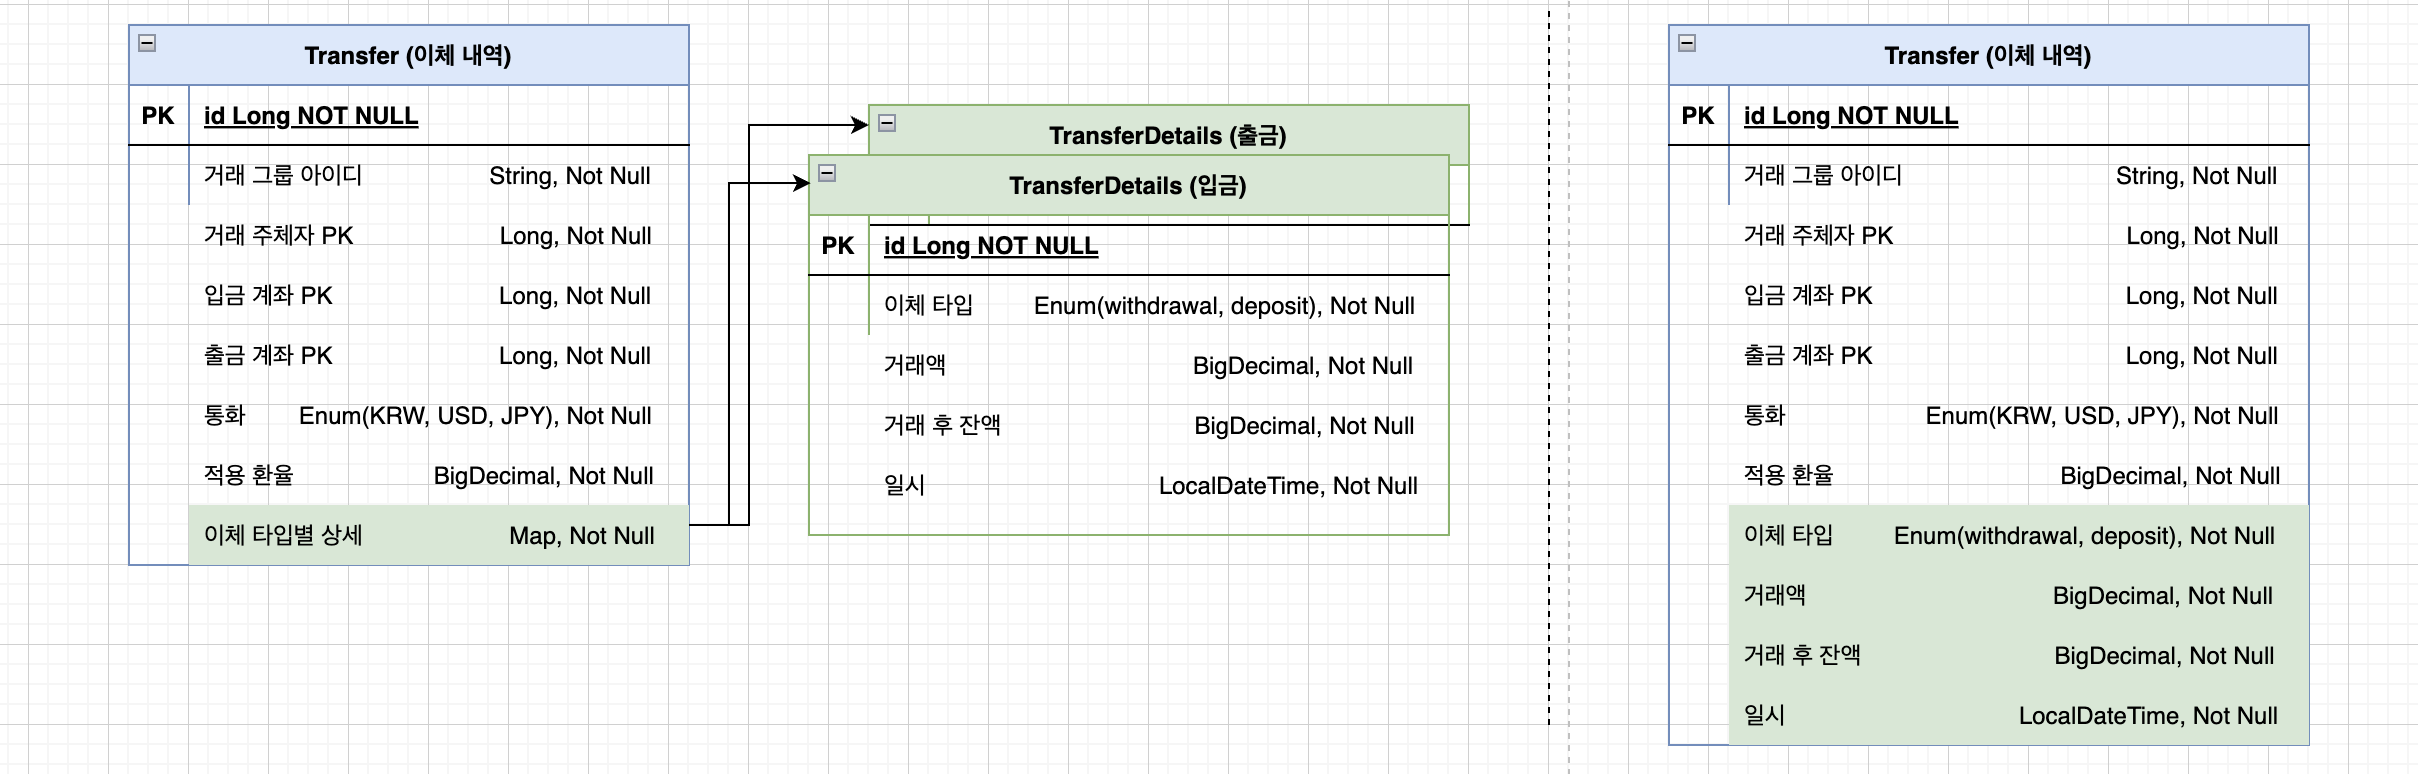 Transfer (이체 내역)
PK id Long NOT NULL
거래 그룹 아이디 String, Not Null
거래 주체자 PK Long, Not Null
입금 계좌 PK Long, Not Null
출금 계좌 PK Long, Not Null
통화 Enum(KRW, USD, JPY), Not Null
적용 환율 BigDecimal, Not Null
이체 타입별 상세 Map, Not Null
TransferDetails (출금)
TransferDetails (입금)
PK id Long NOT NULL
이체 타입 Enum(withdrawal, deposit), Not Null
거래액 BigDecimal, Not Null
거래 후 잔액 BigDecimal, Not Null
일시 LocalDateTime, Not Null
Transfer (이체 내역)
PK id Long NOT NULL
거래 그룹 아이디 String, Not Null
거래 주체자 PK Long, Not Null
입금 계좌 PK Long, Not Null
출금 계좌 PK Long, Not Null
통화 Enum(KRW, USD, JPY), Not Null
적용 환율 BigDecimal, Not Null
이체 타입 Enum(withdrawal, deposit), Not Null
거래액 BigDecimal, Not Null
거래 후 잔액 BigDecimal, Not Null
일시 LocalDateTime, Not Null